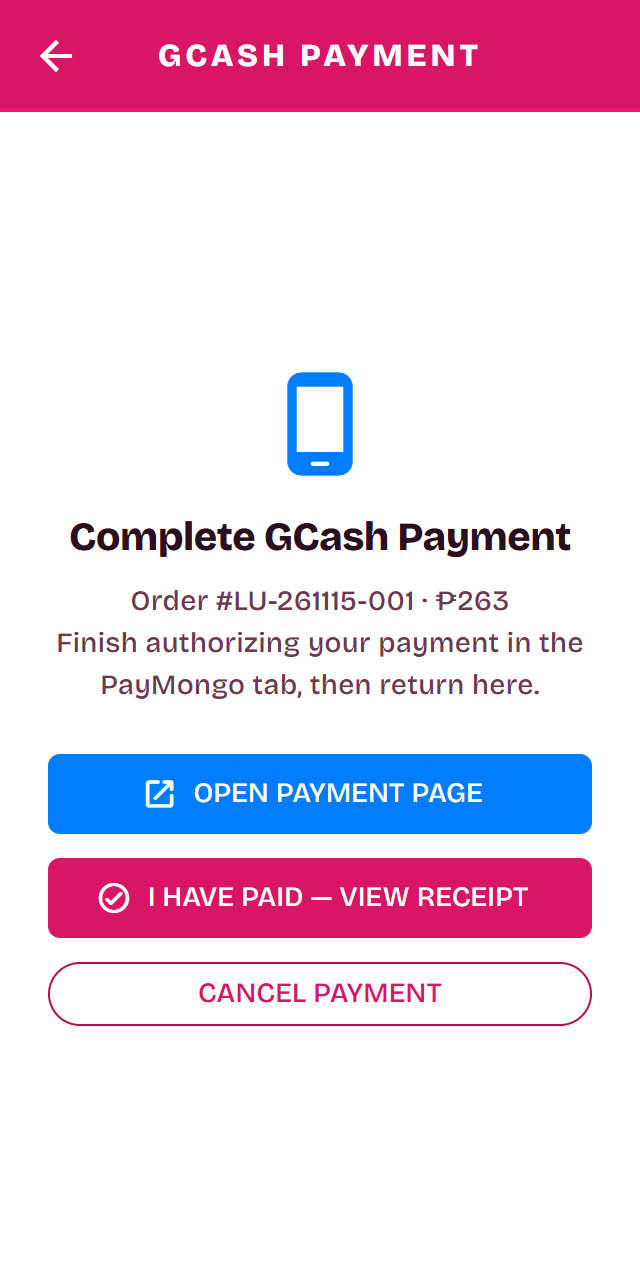 GCASH PAYMENT
Complete GCash Payment
Order #LU-261115-001 · ₱263
Finish authorizing your payment in the
PayMongo tab, then return here.
OPEN PAYMENT PAGE
I HAVE PAID — VIEW RECEIPT
CANCEL PAYMENT